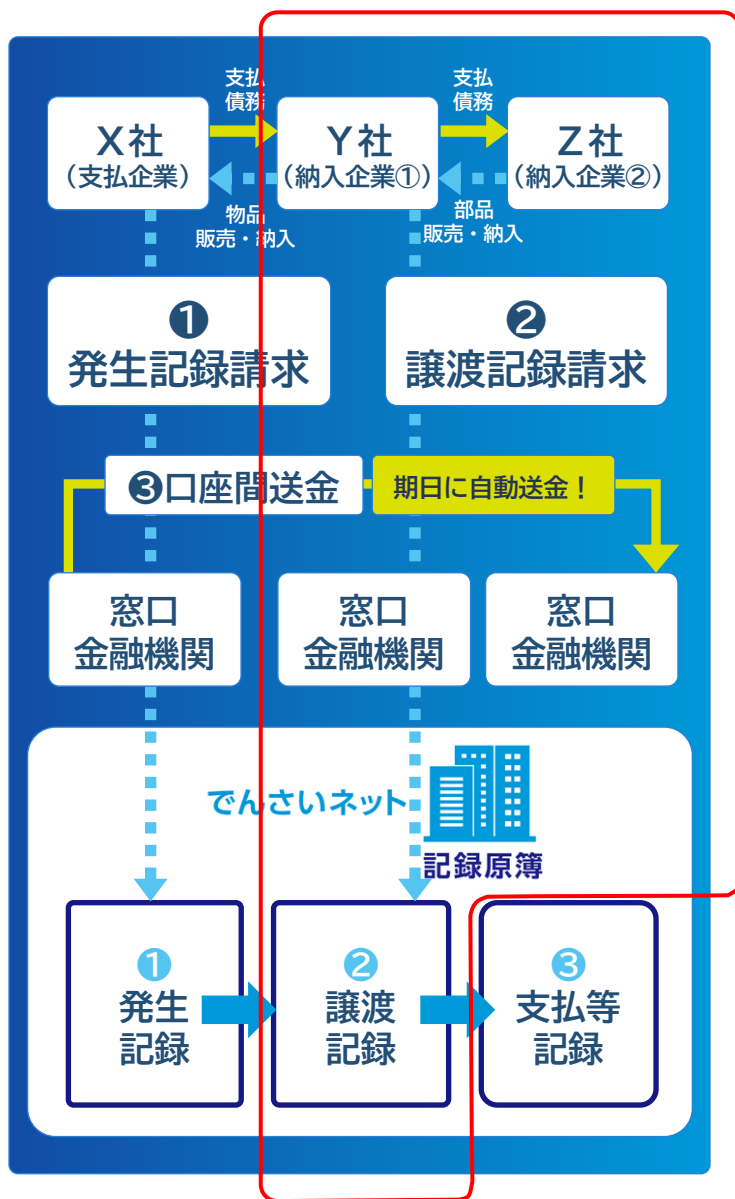 支払
債務
支払
債務
X社
(支払企業)
Y社
(納入企業①)
Z社
(納入企業②)
物品
販売・納入
部品
販売・納入
❶
発生記録請求
❷
譲渡記録請求
❸口座間送金
期日に自動送金！
窓口
金融機関
窓口
金融機関
窓口
金融機関
でんさいネット
記録原簿
❶
発生
記録
❷
譲渡
記録
❸
支払等
記録